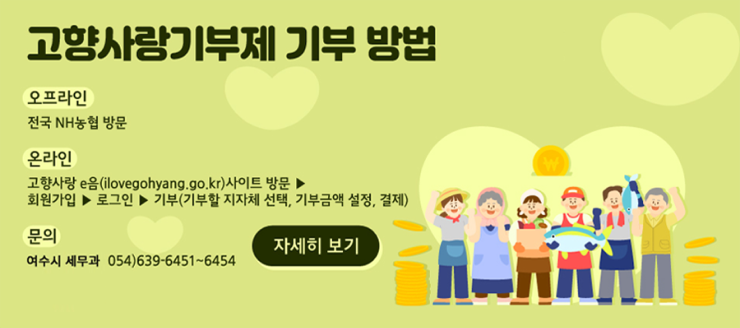 고향사랑기부제 기부 방법
오프라인
전국 NH농협 방문
온라인
고향사랑 e음(ilovegohyang.go.kr)사이트 방문 ▶
회원가입 ▶ 로그인 ▶ 기부(기부할 지자체 선택, 기부금액 설정, 결제)
문의
여수시 세무과 054)639-6451~6454
자세히 보기
₩